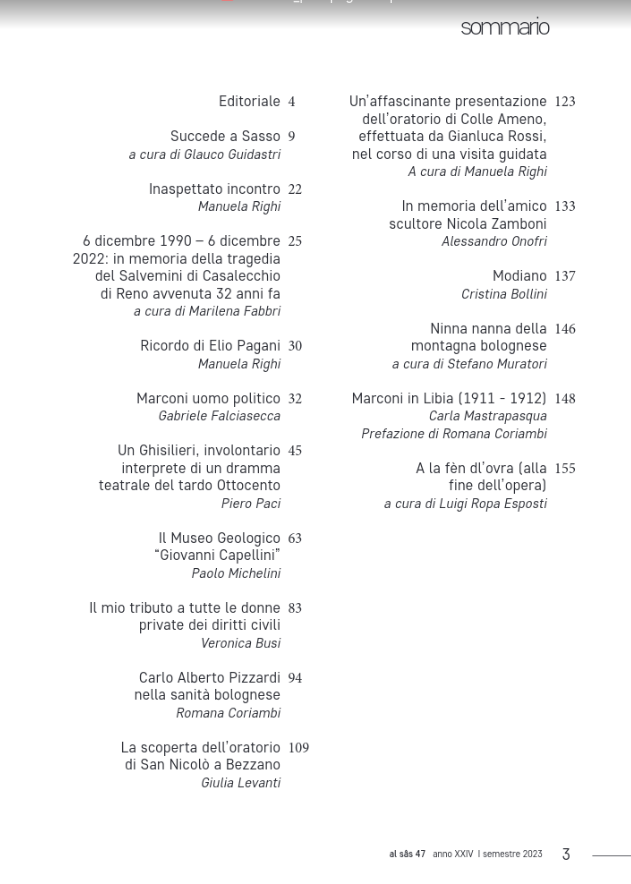 sommario
Editoriale 4
Succede a Sasso 9
a cura di Glauco Guidastri
Inaspettato incontro 22
Manuela Righi
6 dicembre 1990 – 6 dicembre 25
2022: in memoria della tragedia
del Salvemini di Casalecchio
di Reno avvenuta 32 anni fa
a cura di Marilena Fabbri
Ricordo di Elio Pagani 30
Manuela Righi
Marconi uomo politico 32
Gabriele Falciasecca
Un Ghisilieri, involontario 45
interprete di un dramma
teatrale del tardo Ottocento
Piero Paci
Il Museo Geologico 63
“Giovanni Capellini”
Paolo Michelini
Il mio tributo a tutte le donne 83
private dei diritti civili
Veronica Busi
Carlo Alberto Pizzardi 94
nella sanità bolognese
Romana Coriambi
La scoperta dell'oratorio 109
di San Nicolò a Bezzano
Giulia Levanti
Un'affascinante presentazione 123
dell'oratorio di Colle Ameno,
effettuata da Gianluca Rossi,
nel corso di una visita guidata
A cura di Manuela Righi
In memoria dell'amico 133
scultore Nicola Zamboni
Alessandro Onofri
Modiano 137
Cristina Bollini
Ninna nanna della 146
montagna bolognese
a cura di Stefano Muratori
Marconi in Libia (1911 - 1912) 148
Carla Mastrapasqua
Prefazione di Romana Coriambi
A la fèn dl'ovra (alla 155
fine dell'opera)
a cura di Luigi Ropa Esposti
al sâs 47 anno XXIV I semestre 2023 3